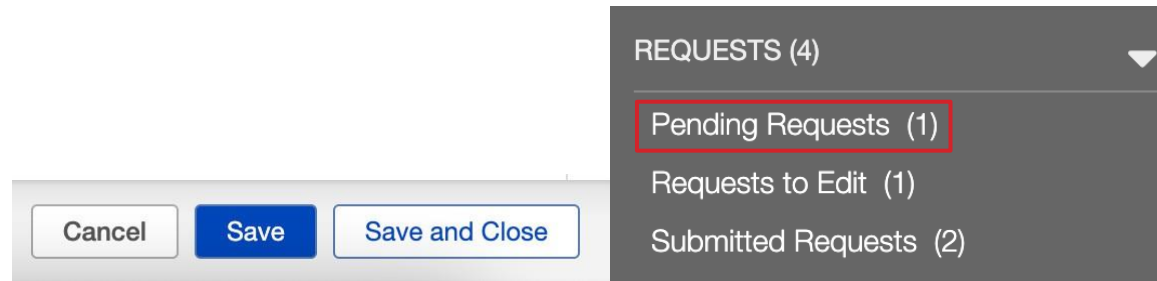 Cancel
Save
Save and Close
REQUESTS (4)
Pending Requests (1)
Requests to Edit (1)
Submitted Requests (2)